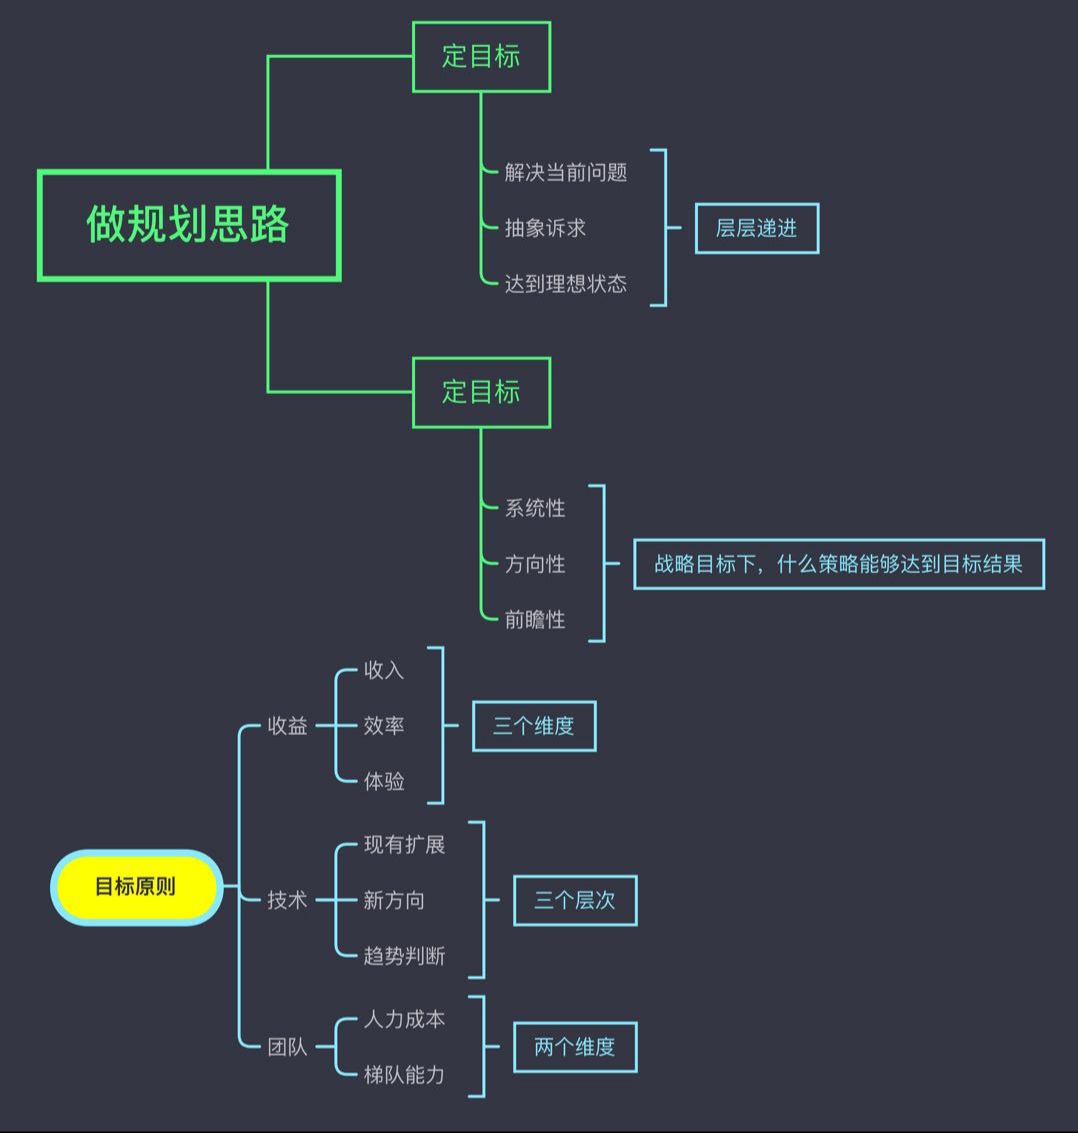 定目标
解决当前问题
抽象诉求
达到理想状态
层层递进
做规划思路
定目标
系统性
方向性
前瞻性
战略目标下，什么策略能够达到目标结果
目标原则
收益
收入
效率
体验
三个维度
技术
现有扩展
新方向
趋势判断
三个层次
团队
人力成本
梯队能力
两个维度